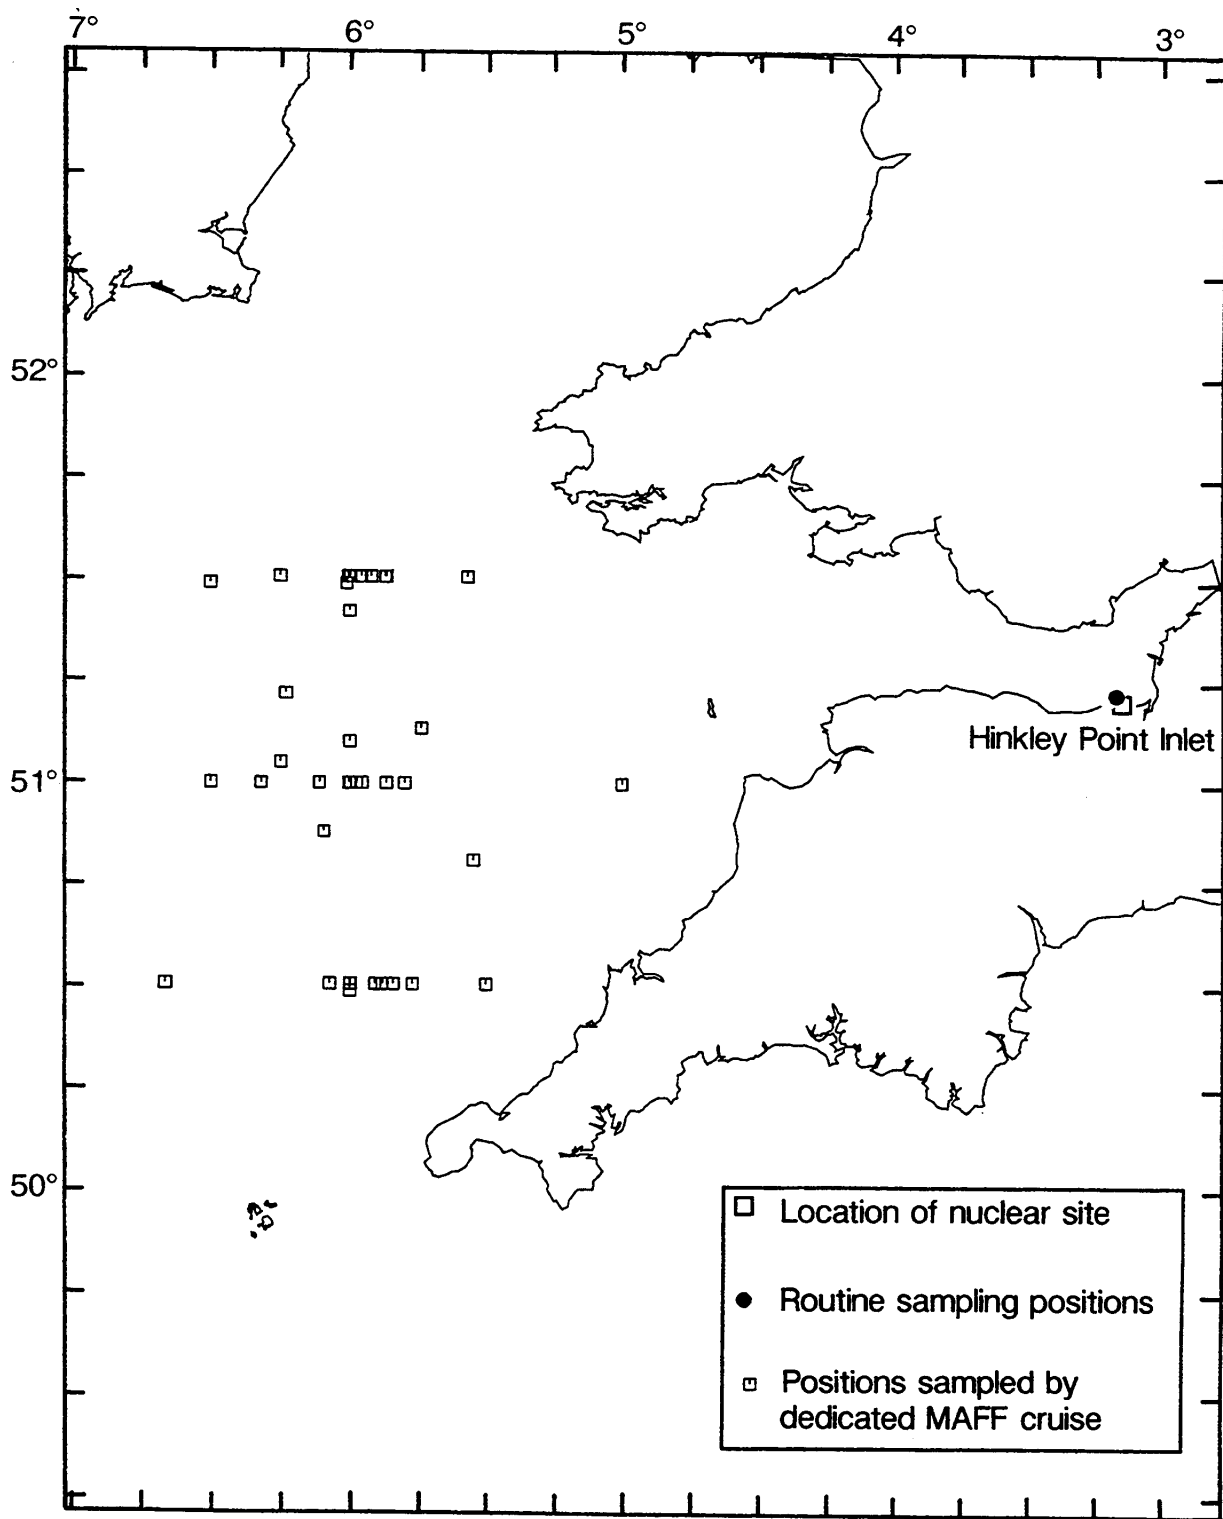 7° 6° 5° 4° 3°
52°
Hinkley Point Inlet
51°
50°
Location of nuclear site
Routine sampling positions
Positions sampled by
dedicated MAFF cruise